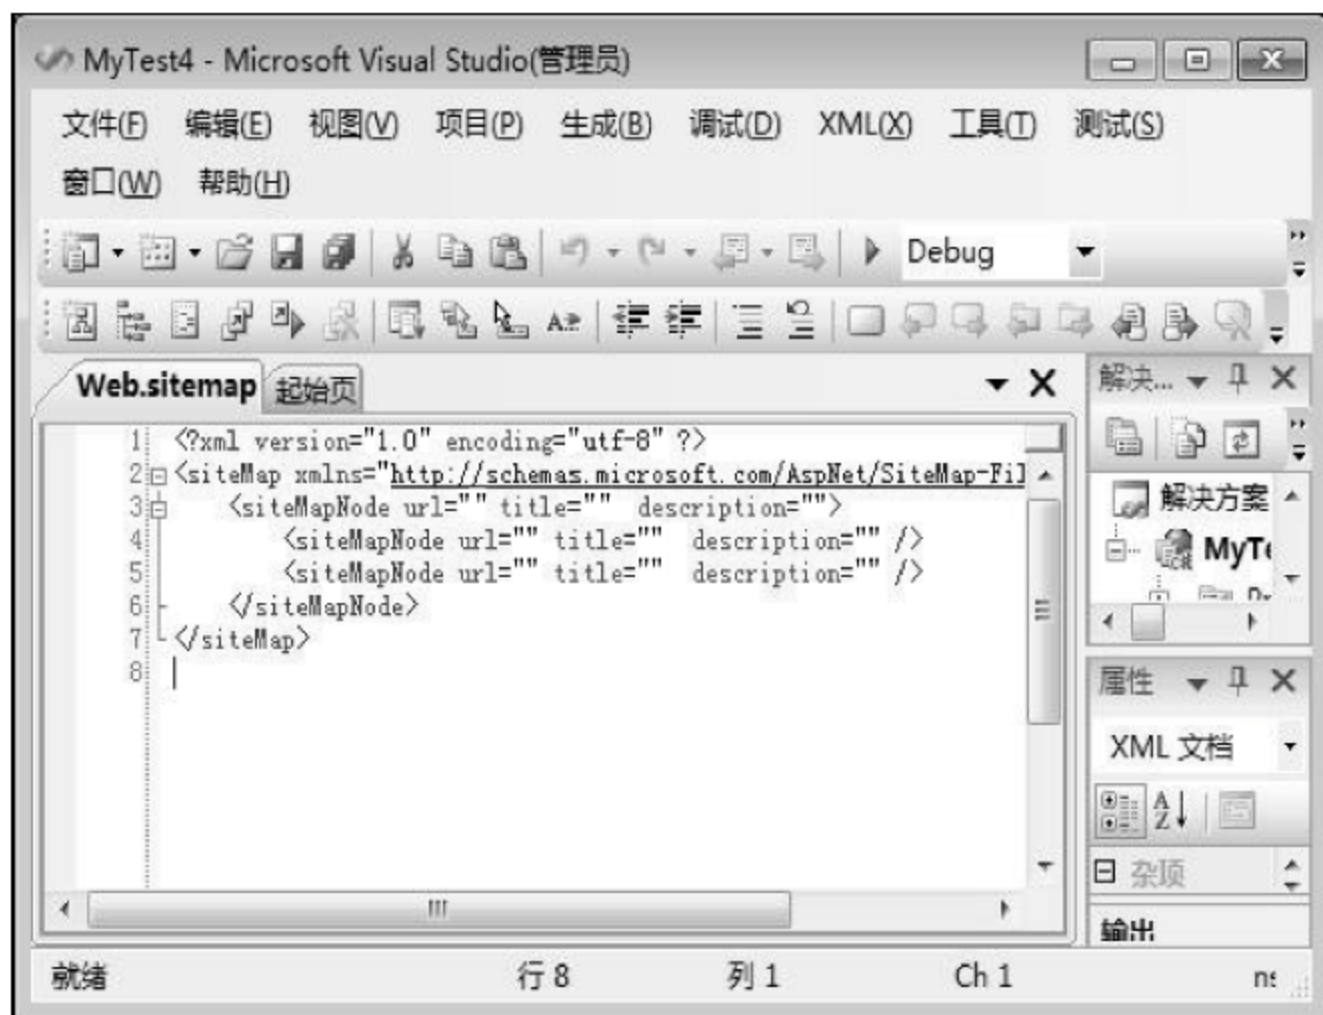 MyTest4 - Microsoft Visual Studio(管理员)
文件(F) 编辑(E) 视图(V) 项目(P) 生成(B) 调试(D) XML(X) 工具(T) 测试(S)
窗口(W) 帮助(H)
Debug
Web.sitemap 起始页
解决...
1 <?xml version="1.0" encoding="utf-8" ?>
2 <siteMap xmlns="http://schemas.microsoft.com/AspNet/SiteMap-Fil
3 <siteMapNode url="" title="" description="">
4 <siteMapNode url="" title="" description="" />
5 <siteMapNode url="" title="" description="" />
6 </siteMapNode>
7 </siteMap>
8
解决方案
MyTe
属性
XML 文档
杂项
输出
就绪 行 8 列 1 Ch 1